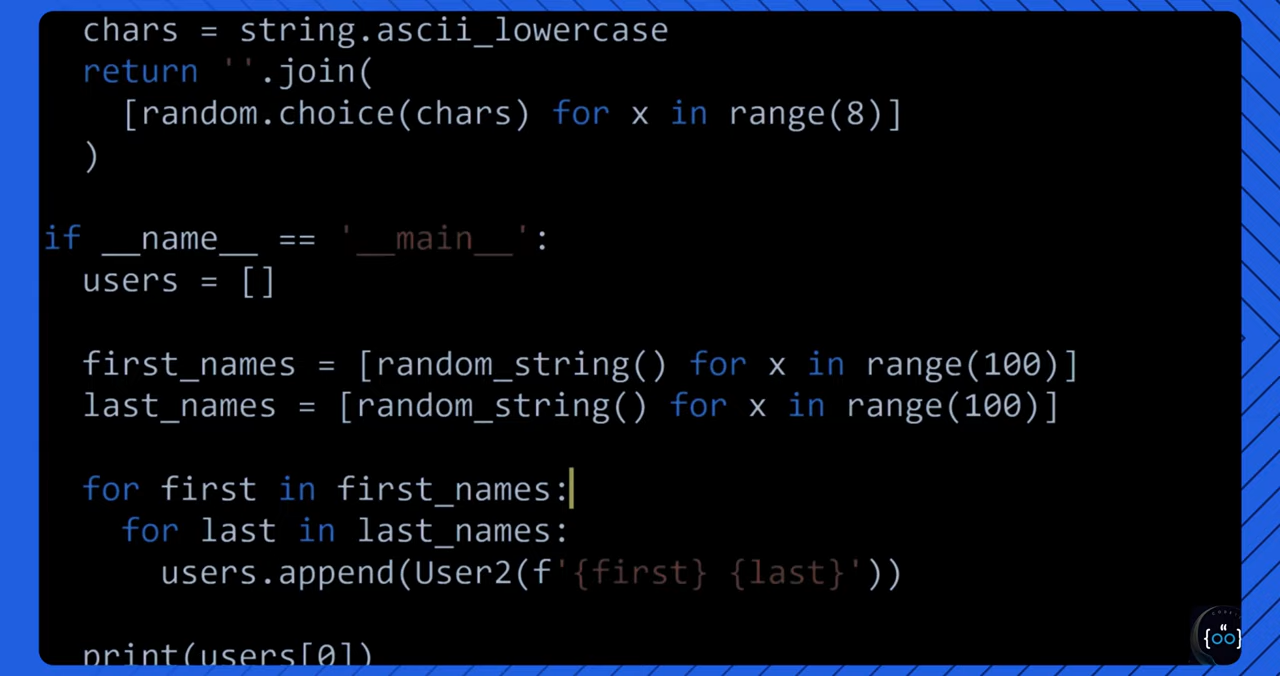 chars = string.ascii_lowercase
return ''.join(
[random.choice(chars) for x in range(8)]
)
if __name__ == '__main__':
users = []
first_names = [random_string() for x in range(100)]
last_names = [random_string() for x in range(100)]
for first in first_names:
for last in last_names:
users.append(User2(f'{first} {last}'))
print(users[0])